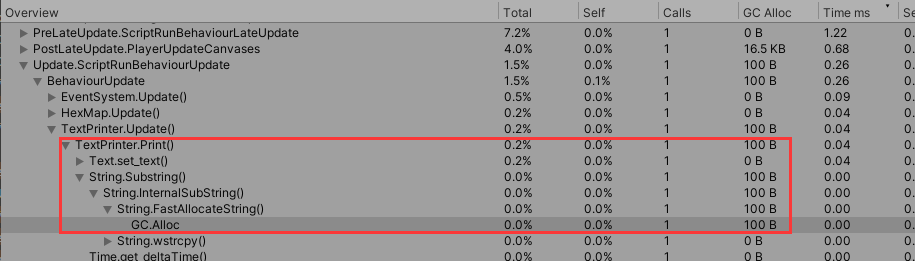 Overview Total Self Calls GC Alloc Time ms Se
PreLateUpdate.ScriptRunBehaviourLateUpdate 7.2% 0.0% 1 0 B 1.22 0.
PostLateUpdate.PlayerUpdateCanvases 4.0% 0.0% 1 16.5 KB 0.68 0.
Update.ScriptRunBehaviourUpdate 1.5% 0.0% 1 100 B 0.26 0.
BehaviourUpdate 1.5% 0.1% 1 100 B 0.26 0.
EventSystem.Update() 0.5% 0.0% 1 0 B 0.09 0.
HexMap.Update() 0.2% 0.0% 1 0 B 0.04 0.
TextPrinter.Update() 0.2% 0.0% 1 100 B 0.04 0.
TextPrinter.Print() 0.2% 0.0% 1 100 B 0.04 0.
Text.set_text() 0.2% 0.0% 1 0 B 0.04 0.
String.Substring() 0.0% 0.0% 1 100 B 0.00 0.
String.InternalSubString() 0.0% 0.0% 1 100 B 0.00 0.
String.FastAllocateString() 0.0% 0.0% 1 100 B 0.00 0.
GC.Alloc 0.0% 0.0% 1 100 B 0.00 0.
String.wstrcpy() 0.0% 0.0% 1 0 B 0.00 0.
Time.get_deltaTime() 0.0% 0.0% 1 0 B 0.00 0.